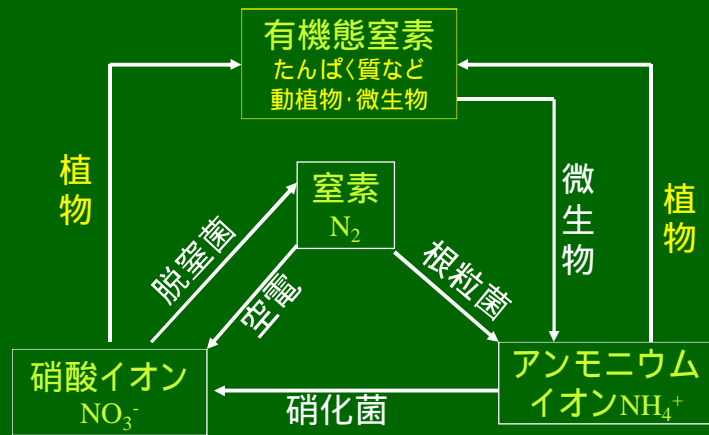 有機態窒素
たんぱく質など
動植物・微生物
植物
微生物
植物
窒素
N₂
脱窒菌
空電
根粒菌
硝酸イオン
NO₃⁻
硝化菌
アンモニウム
イオンNH₄⁺